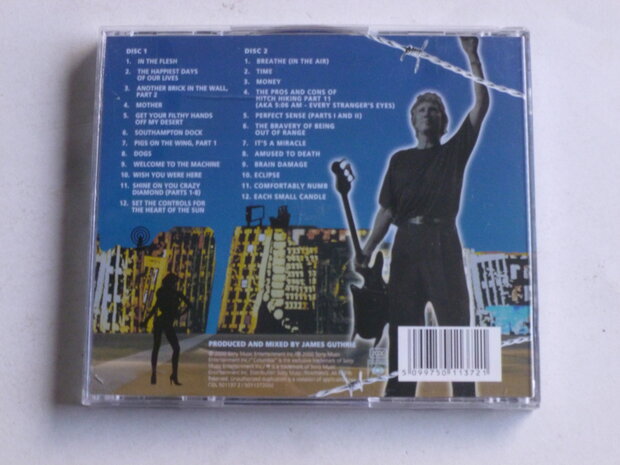 DISC 1
1. IN THE FLESH
2. THE HAPPIEST DAYS
OF OUR LIVES
3. ANOTHER BRICK IN THE WALL,
PART 2
4. MOTHER
5. GET YOUR FILTHY HANDS
OFF MY DESERT
6. SOUTHAMPTON DOCK
7. PIGS ON THE WING, PART 1
8. DOGS
9. WELCOME TO THE MACHINE
10. WISH YOU WERE HERE
11. SHINE ON YOU CRAZY
DIAMOND (PARTS 1-8)
12. SET THE CONTROLS FOR
THE HEART OF THE SUN
DISC 2
1. BREATHE (IN THE AIR)
2. TIME
3. MONEY
4. THE PROS AND CONS OF
HITCH HIKING PART 11
(AKA 5:06 AM - EVERY STRANGER'S EYES)
5. PERFECT SENSE (PARTS I AND II)
6. THE BRAVERY OF BEING
OUT OF RANGE
7. IT'S A MIRACLE
8. AMUSED TO DEATH
9. BRAIN DAMAGE
10. ECLIPSE
11. COMFORTABLY NUMB
12. EACH SMALL CANDLE
PRODUCED AND MIXED BY JAMES GUTHRIE
5 099750 113721